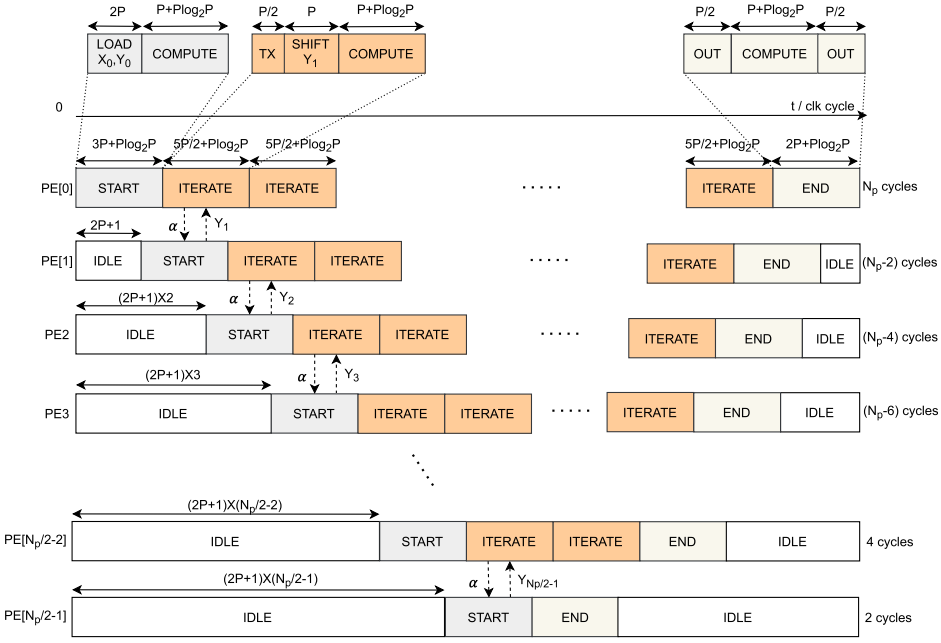 2P P+Plog₂P P/2 P P+Plog₂P P/2 P+Plog₂P P/2
LOAD X₀,Y₀ COMPUTE TX SHIFT Y₁ COMPUTE OUT COMPUTE OUT
0 t / clk cycle
3P+Plog₂P 5P/2+Plog₂P 5P/2+Plog₂P 5P/2+Plog₂P 2P+Plog₂P
PE[0] START ITERATE ITERATE ..... ITERATE END Nₚ cycles
2P+1 α Y₁
PE[1] IDLE START ITERATE ITERATE ..... ITERATE END IDLE (Nₚ-2) cycles
(2P+1)X2 α Y₂
PE2 IDLE START ITERATE ITERATE ..... ITERATE END IDLE (Nₚ-4) cycles
(2P+1)X3 α Y₃
PE3 IDLE START ITERATE ITERATE ..... ITERATE END IDLE (Nₚ-6) cycles
(2P+1)X(Nₚ/2-2)
PE[Nₚ/2-2] IDLE START ITERATE ITERATE END IDLE 4 cycles
(2P+1)X(Nₚ/2-1) α Y_Np/2-1
PE[Nₚ/2-1] IDLE START END IDLE 2 cycles